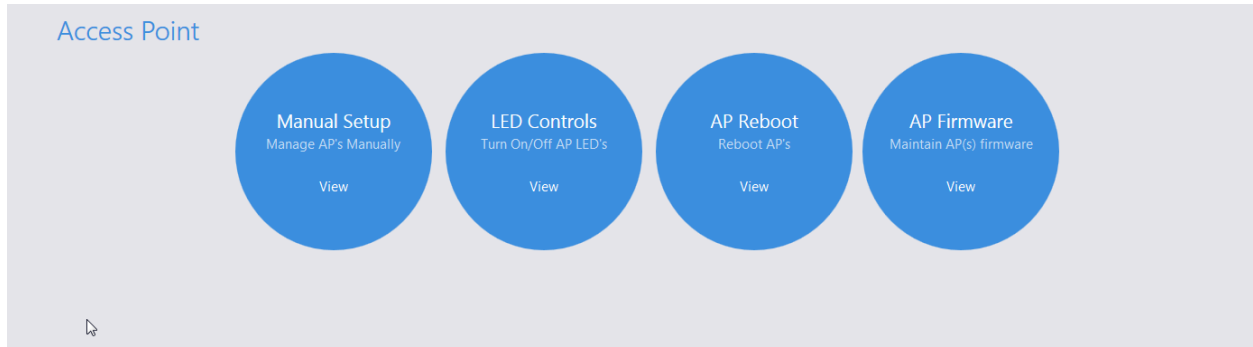 Access Point
Manual Setup
Manage AP's Manually
View
LED Controls
Turn On/Off AP LED's
View
AP Reboot
Reboot AP's
View
AP Firmware
Maintain AP(s) firmware
View